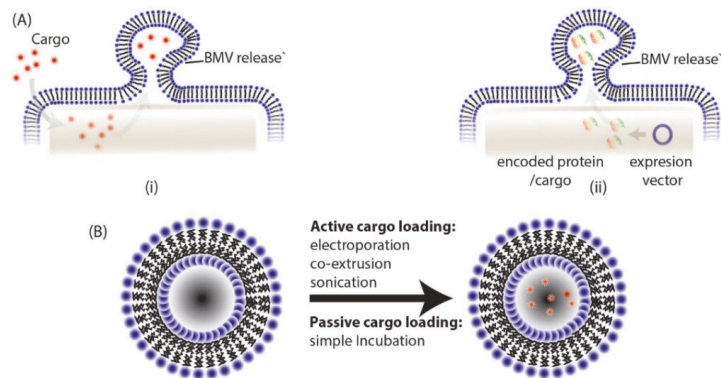 (A)
Cargo
BMV release`
(i)
BMV release`
encoded protein
/cargo
expresion
vector
(ii)
(B)
Active cargo loading:
electroporation
co-extrusion
sonication
Passive cargo loading:
simple Incubation